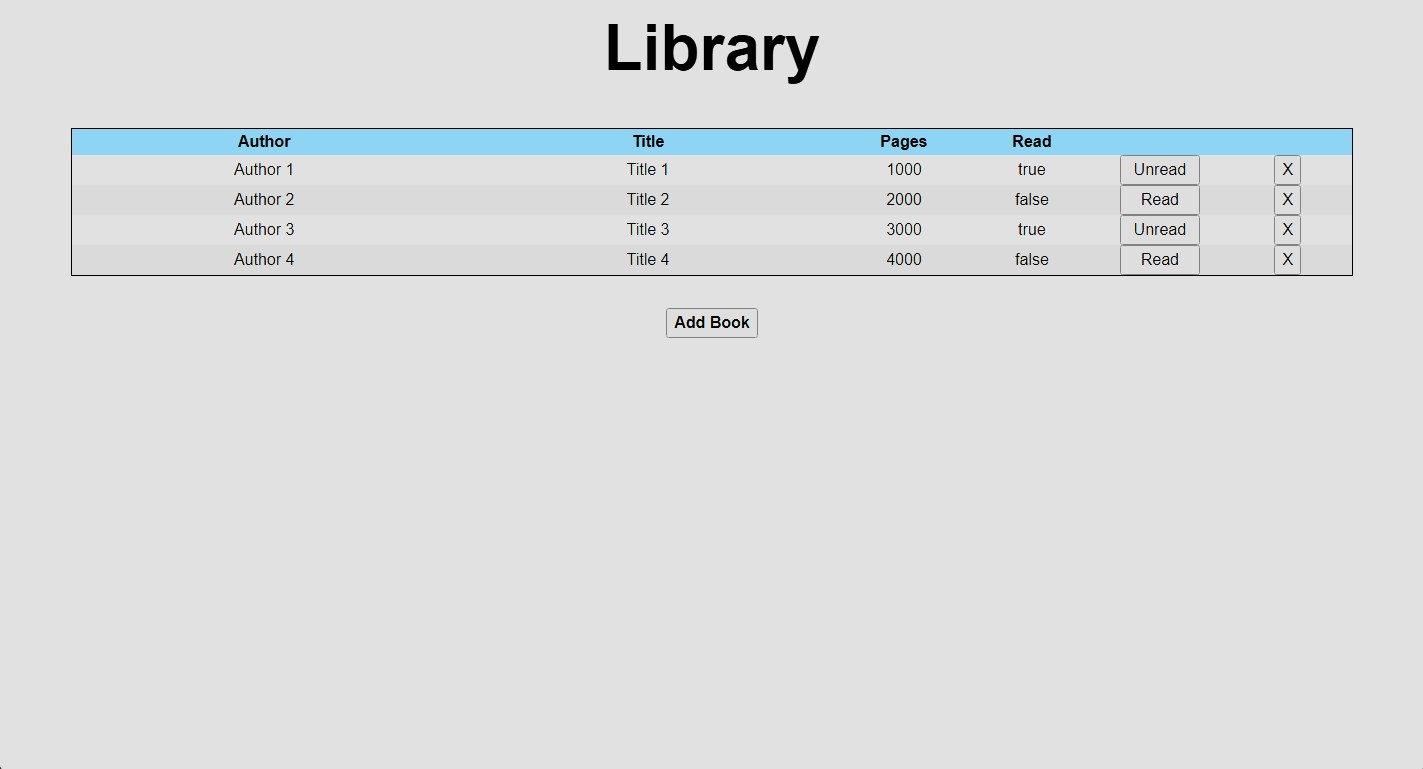 Library
Author Title Pages Read
Author 1 Title 1 1000 true Unread X
Author 2 Title 2 2000 false Read X
Author 3 Title 3 3000 true Unread X
Author 4 Title 4 4000 false Read X
Add Book